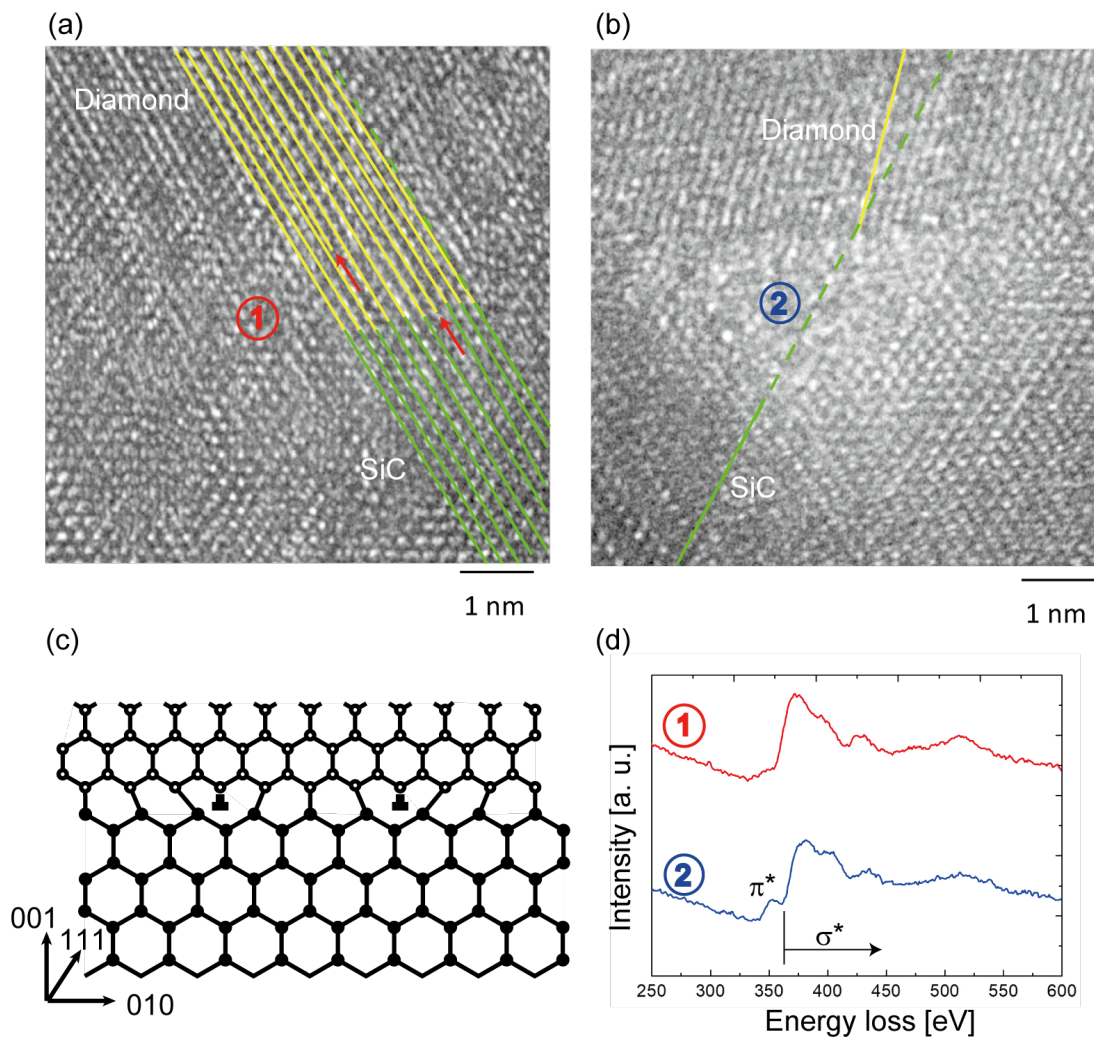 (a)
Diamond
1
SiC
1 nm
(b)
Diamond
2
SiC
1 nm
(c)
001
111
010
(d)
Intensity [a. u.]
1
2
π*
σ*
250 300 350 400 450 500 550 600
Energy loss [eV]